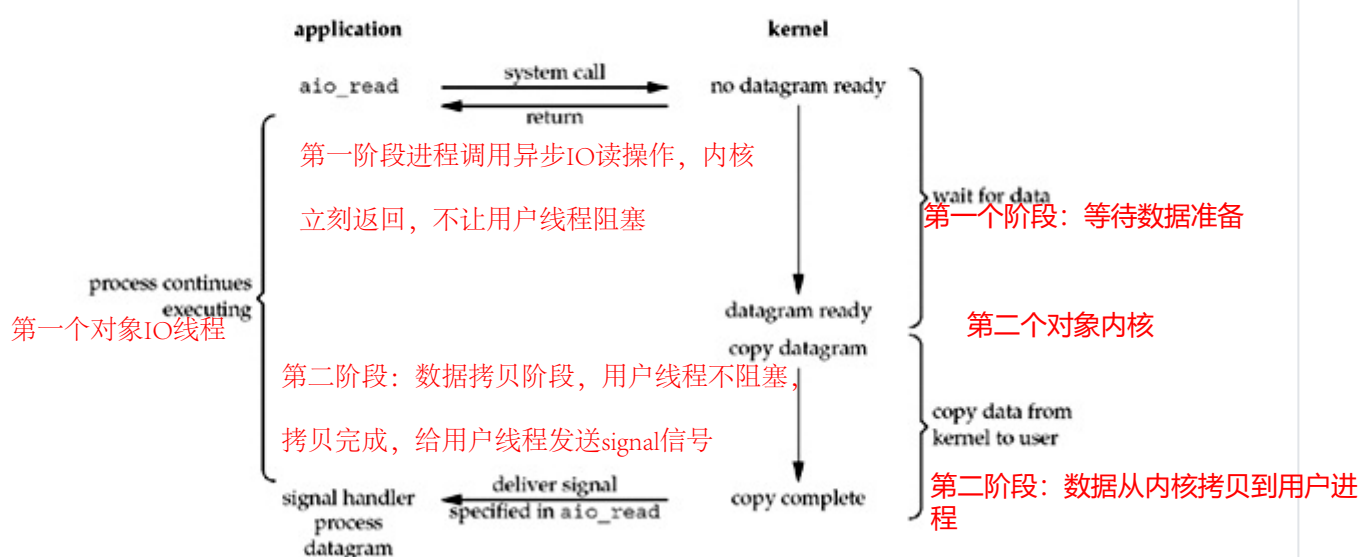 application
kernel
aio_read
system call
no datagram ready
return
第一阶段进程调用异步IO读操作，内核
立刻返回，不让用户线程阻塞
wait for data
第一个阶段：等待数据准备
process continues
executing
第一个对象IO线程
datagram ready
第二个对象内核
copy datagram
第二阶段：数据拷贝阶段，用户线程不阻塞，
拷贝完成，给用户线程发送signal信号
copy data from
kernel to user
deliver signal
specified in aio_read
signal handler
process
datagram
copy complete
第二阶段：数据从内核拷贝到用户进
程